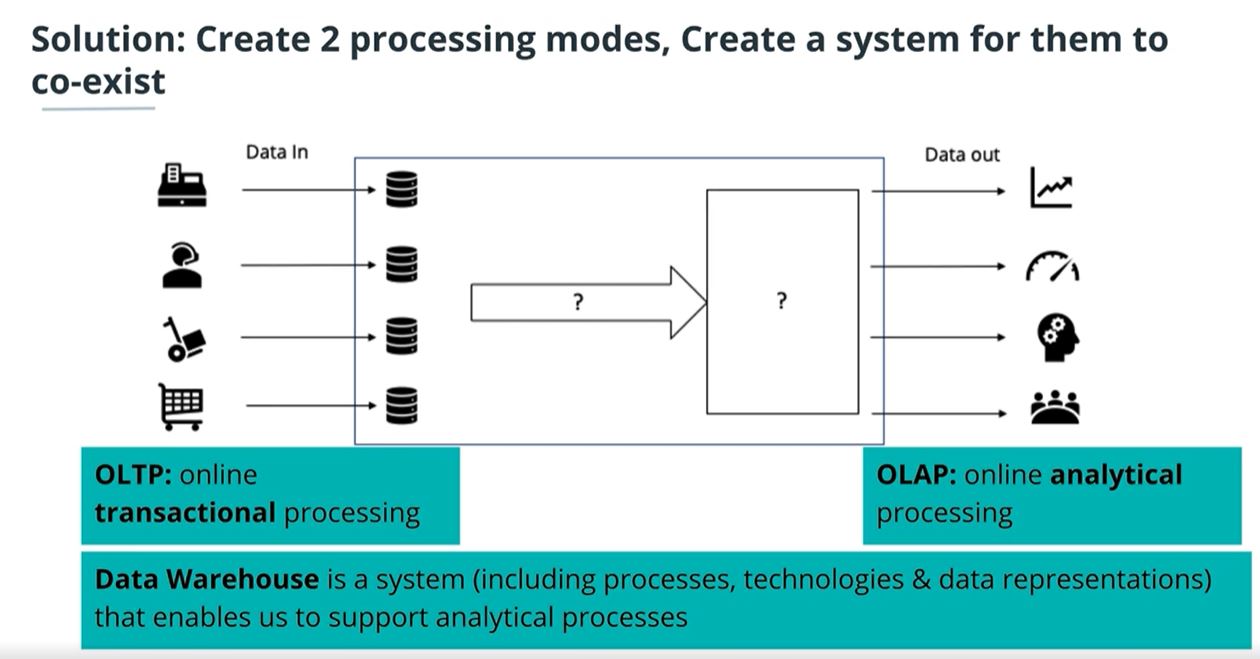 Solution: Create 2 processing modes, Create a system for them to
co-exist
Data In
Data out
?
?
OLTP: online
transactional processing
OLAP: online analytical
processing
Data Warehouse is a system (including processes, technologies & data representations)
that enables us to support analytical processes